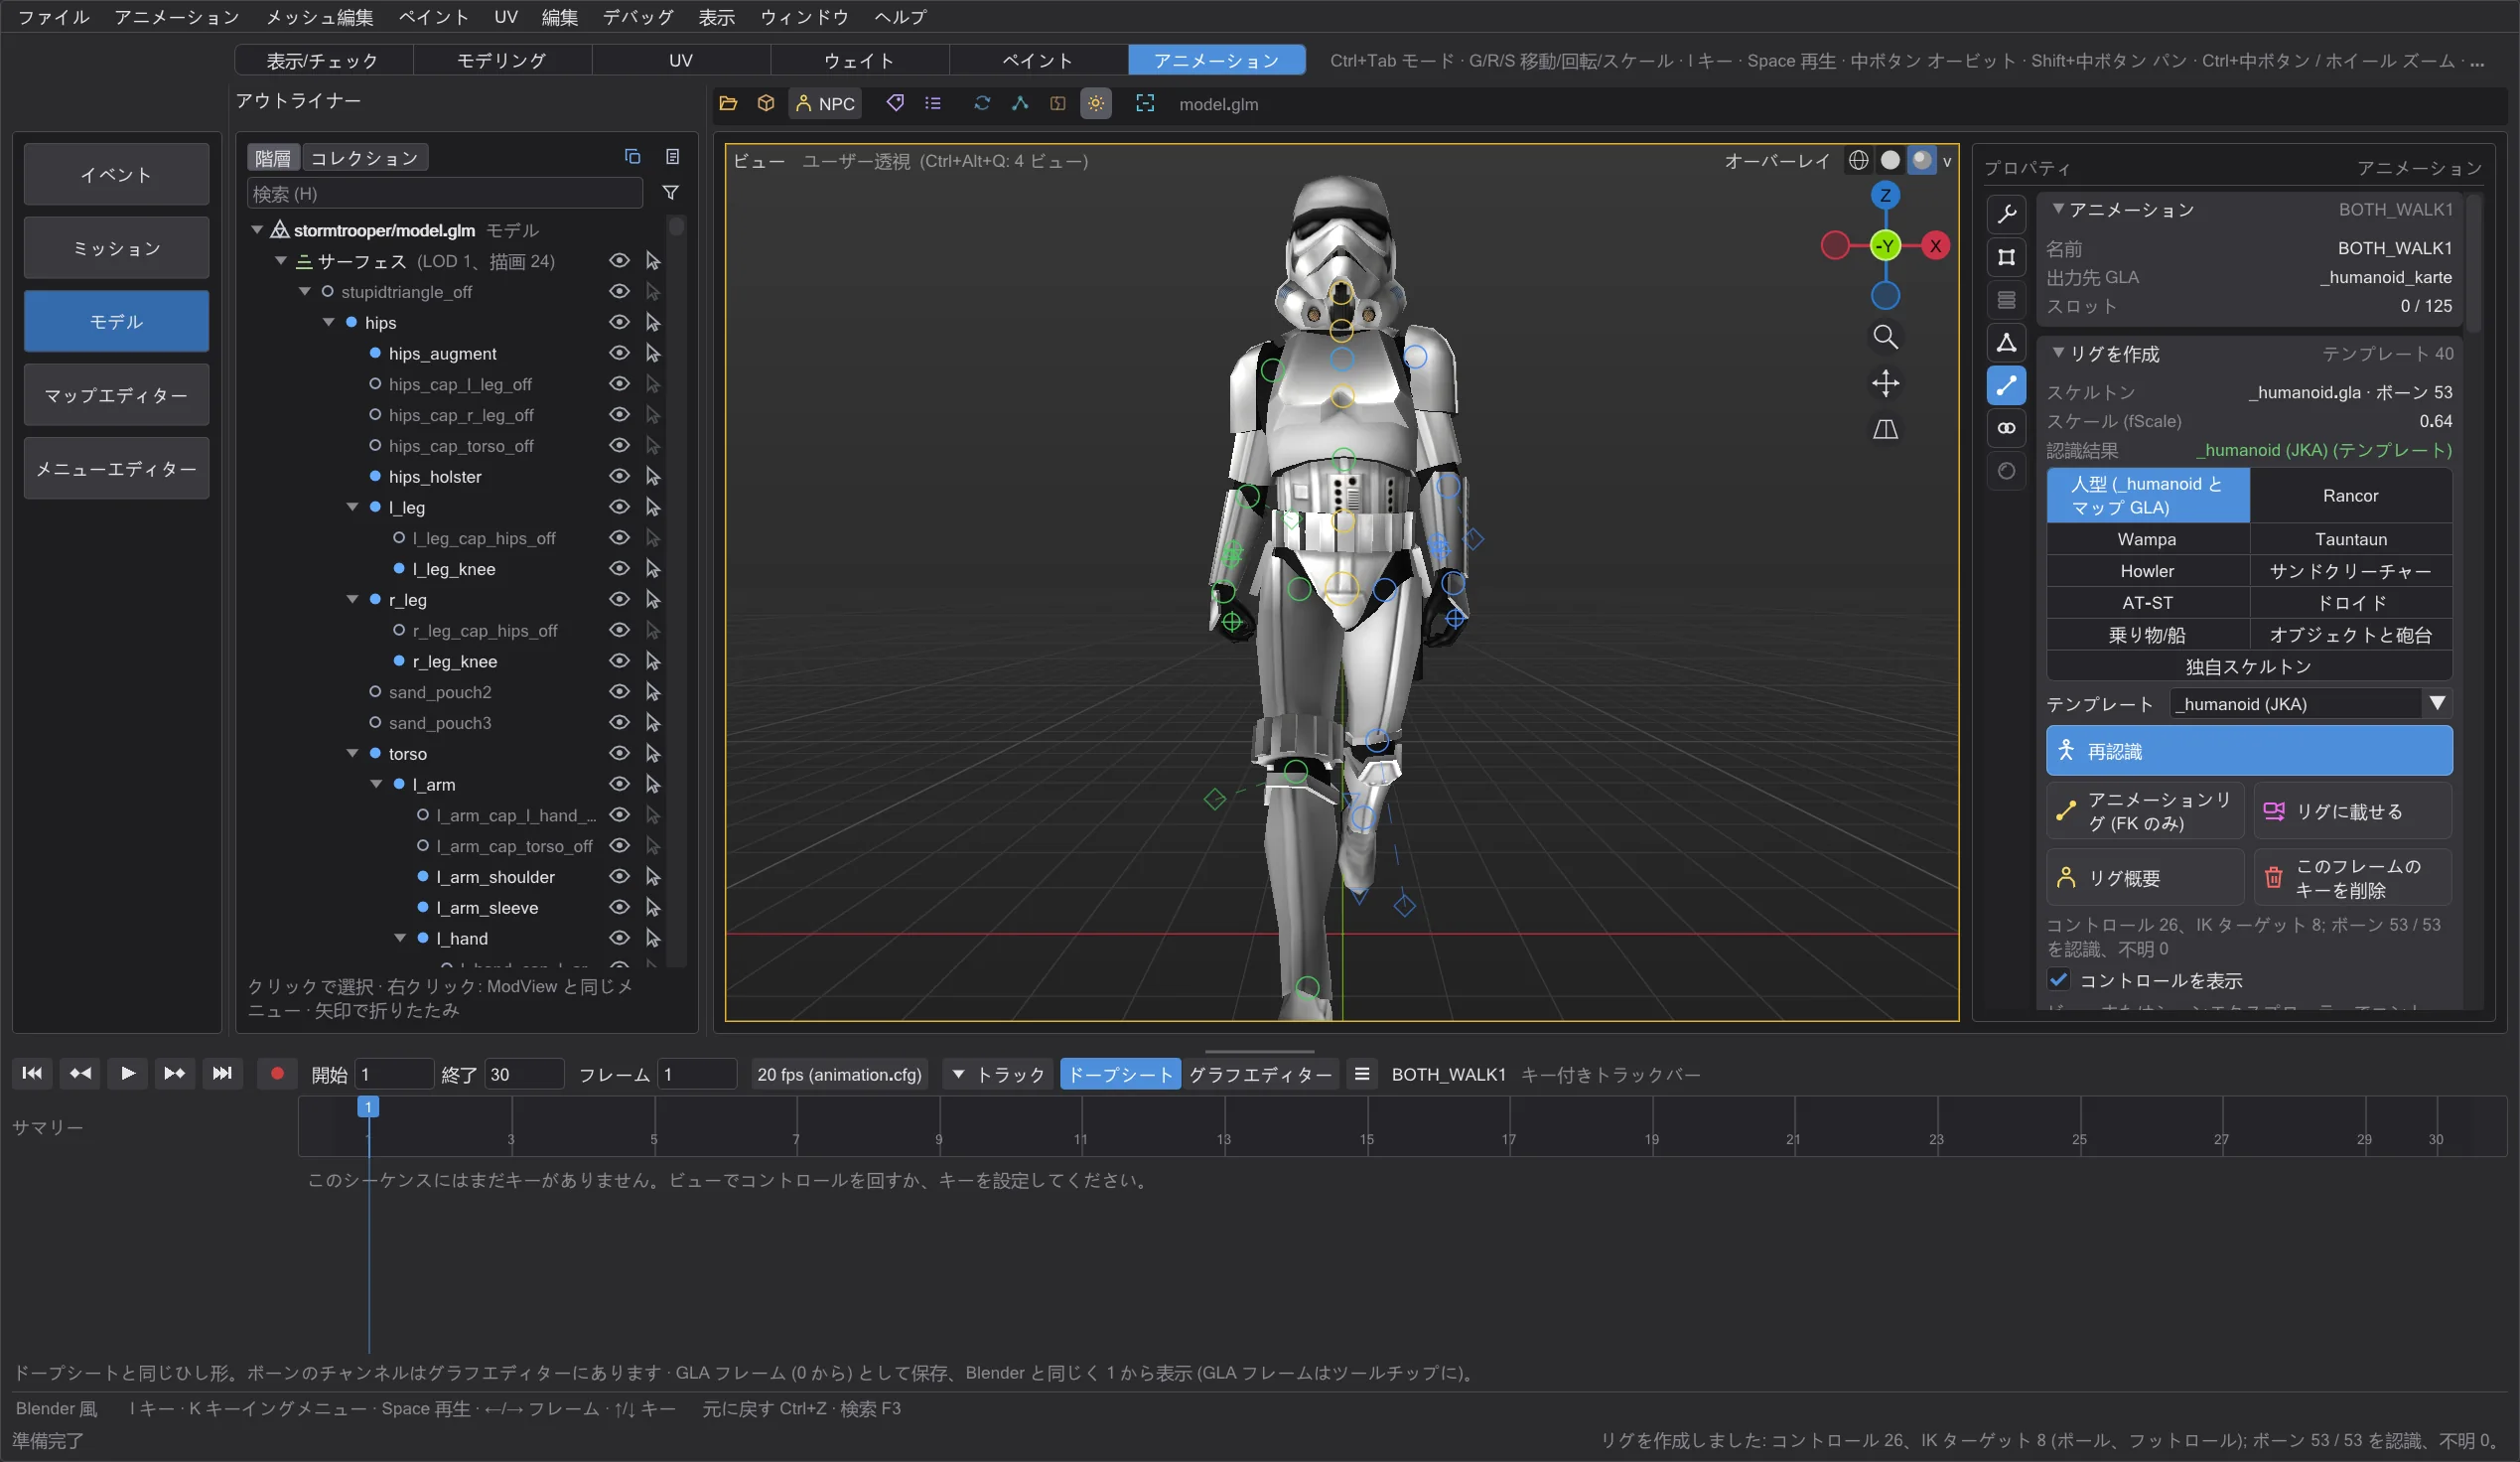 ファイル アニメーション メッシュ編集 ペイント UV 編集 デバッグ 表示 ウィンドウ ヘルプ
表示/チェック モデリング UV ウェイト ペイント アニメーション Ctrl+Tab モード · G/R/S 移動/回転/スケール · I キー · Space 再生 · 中ボタン オービット · Shift+中ボタン パン · Ctrl+中ボタン / ホイール ズーム · ...
アウトライナー
NPC model.glm
イベント
ミッション
モデル
マップエディター
メニューエディター
階層 コレクション
検索 (H)
stormtrooper/model.glm モデル
サーフェス (LOD 1、描画 24)
stupidtriangle_off
hips
hips_augment
hips_cap_l_leg_off
hips_cap_r_leg_off
hips_cap_torso_off
hips_holster
l_leg
l_leg_cap_hips_off
l_leg_knee
r_leg
r_leg_cap_hips_off
r_leg_knee
sand_pouch2
sand_pouch3
torso
l_arm
l_arm_cap_l_hand_...
l_arm_cap_torso_off
l_arm_shoulder
l_arm_sleeve
l_hand
クリックで選択 · 右クリック: ModView と同じメ
ニュー · 矢印で折りたたみ
ビュー ユーザー透視 (Ctrl+Alt+Q: 4 ビュー)
オーバーレイ v
Z
-Y X
プロパティ アニメーション
アニメーション BOTH_WALK1
名前 BOTH_WALK1
出力先 GLA _humanoid_karte
スロット 0 / 125
リグを作成 テンプレート 40
スケルトン _humanoid.gla · ボーン 53
スケール (fScale) 0.64
認識結果 _humanoid (JKA) (テンプレート)
人型 (_humanoid と
マップ GLA)
Rancor
Wampa Tauntaun
Howler サンドクリーチャー
AT-ST ドロイド
乗り物/船 オブジェクトと砲台
独自スケルトン
テンプレート _humanoid (JKA)
再認識
アニメーションリ
グ (FK のみ)
リグに載せる
リグ概要
このフレームの
キーを削除
コントロール 26、IK ターゲット 8; ボーン 53 / 53
を認識、不明 0
コントロールを表示
開始 1 終了 30 フレーム 1 20 fps (animation.cfg) トラック ドープシート グラフエディター BOTH_WALK1 キー付きトラックバー
1
サマリー
1 3 5 7 9 11 13 15 17 19 21 23 25 27 29 30
このシーケンスにはまだキーがありません。ビューでコントロールを回すか、キーを設定してください。
ドープシートと同じひし形。ボーンのチャンネルはグラフエディターにあります · GLA フレーム (0 から) として保存、Blender と同じく 1 から表示 (GLA フレームはツールチップに)。
Blender 風 I キー · K キーイングメニュー · Space 再生 · ←/→ フレーム · ↑/↓ キー 元に戻す Ctrl+Z · 検索 F3
準備完了
リグを作成しました: コントロール 26、IK ターゲット 8 (ポール、フットロール); ボーン 53 / 53 を認識、不明 0。